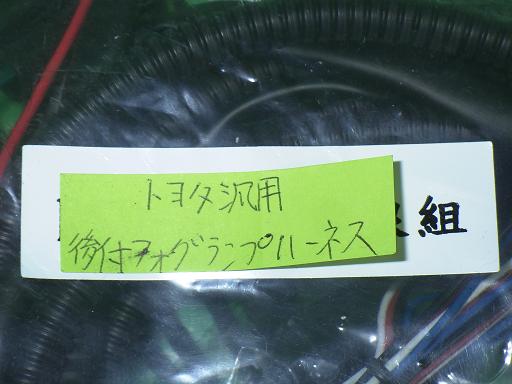 トヨタ汎用
後付フォグランプハーネス
組